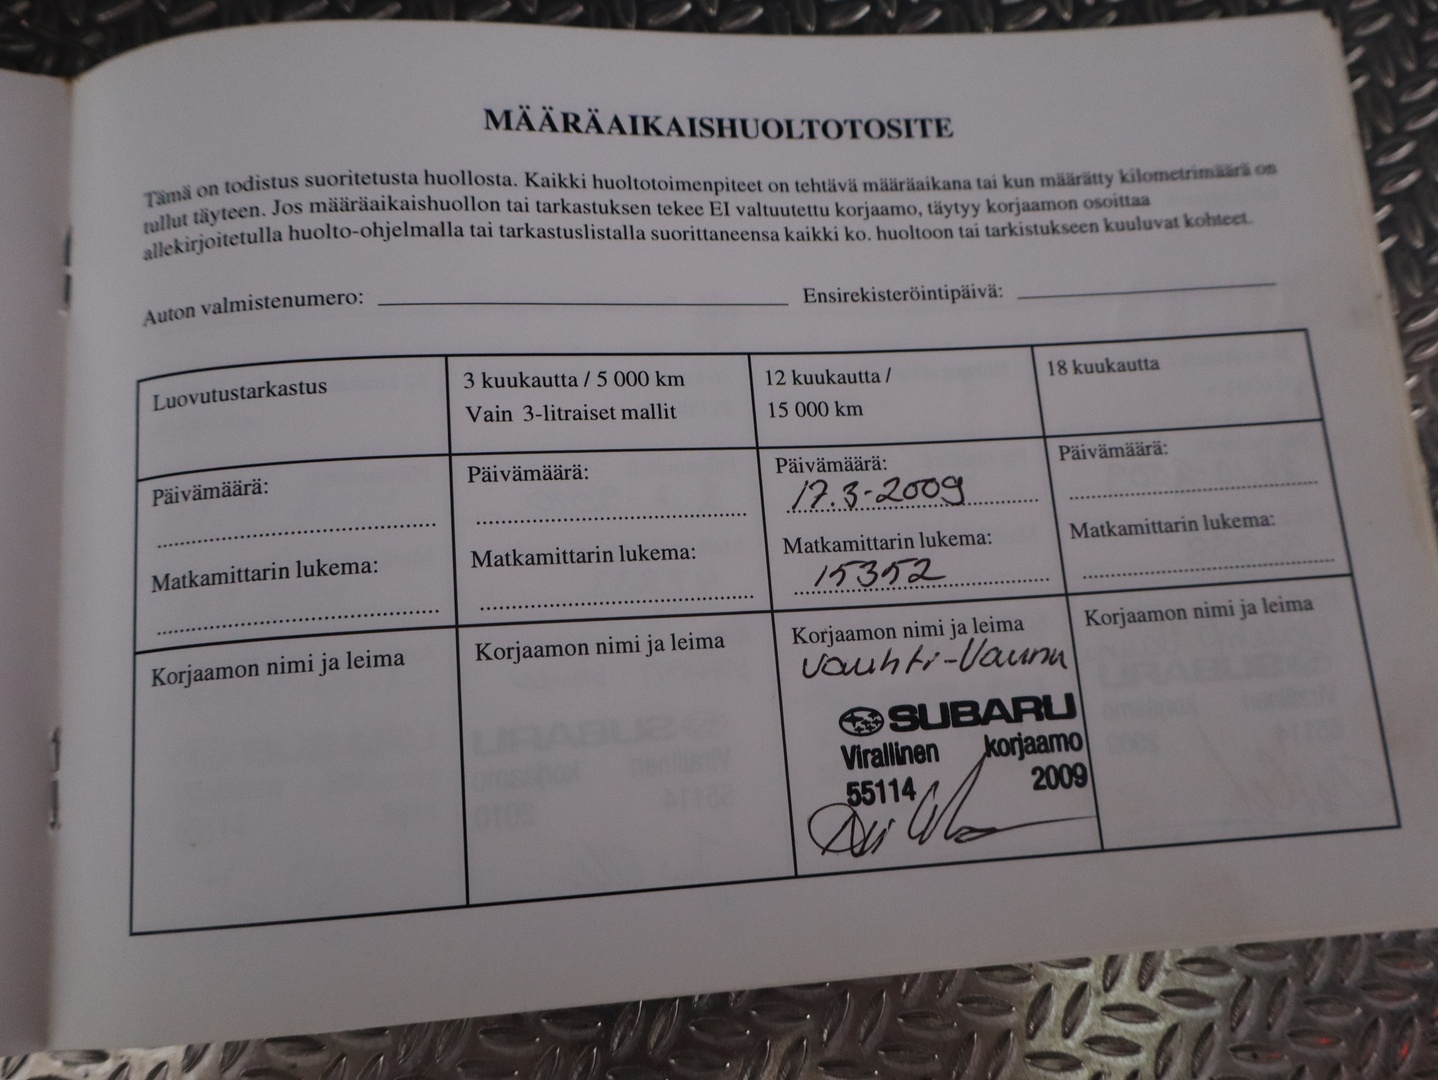 MÄÄRÄAIKAISHUOLTOTOSITE
Tämä on todistus suoritetusta huollosta. Kaikki huoltotoimenpiteet on tehtävä määräaikana tai kun määrätty kilometrimäärä on
tullut täyteen. Jos määräaikaishuollon tai tarkastuksen tekee EI valtuutettu korjaamo, täytyy korjaamon osoittaa
allekirjoitetulla huolto-ohjelmalla tai tarkastuslistalla suorittaneensa kaikki ko. huoltoon tai tarkistukseen kuuluvat kohteet.
Auton valmistenumero: Ensirekisteröintipäivä:
Luovutustarkastus
Päivämäärä:
Matkamittarin lukema:
Korjaamon nimi ja leima
3 kuukautta / 5 000 km
Vain 3-litraiset mallit
Päivämäärä:
Matkamittarin lukema:
Korjaamon nimi ja leima
12 kuukautta /
15 000 km
Päivämäärä:
17.3-2009
Matkamittarin lukema:
15352
Korjaamon nimi ja leima
Vauhti-Vaunu
SUBARU
Virallinen korjaamo
55114 2009
18 kuukautta
Päivämäärä:
Matkamittarin lukema:
Korjaamon nimi ja leima